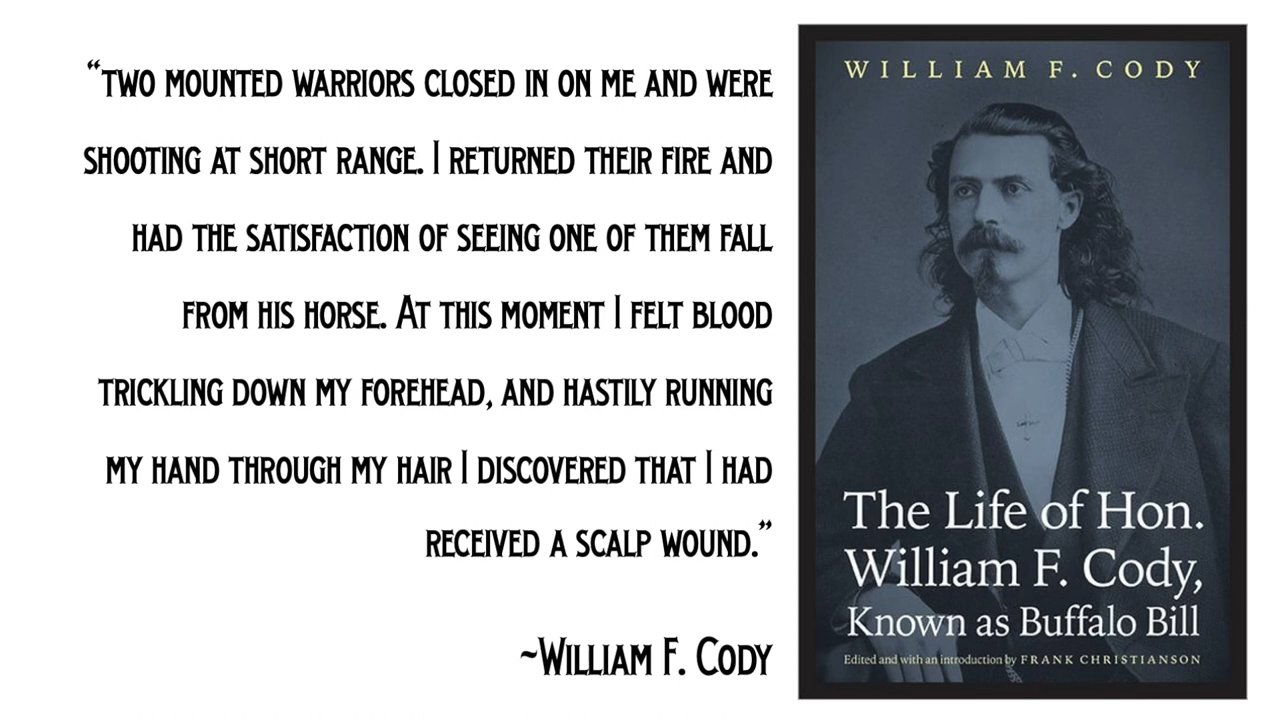 “Two mounted warriors closed in on me and were
shooting at short range. I returned their fire and
had the satisfaction of seeing one of them fall
from his horse. At this moment I felt blood
trickling down my forehead, and hastily running
my hand through my hair I discovered that I had
received a scalp wound.”
~William F. Cody
WILLIAM F. CODY
The Life of Hon.
William F. Cody,
Known as Buffalo Bill
Edited and with an introduction by FRANK CHRISTIANSON